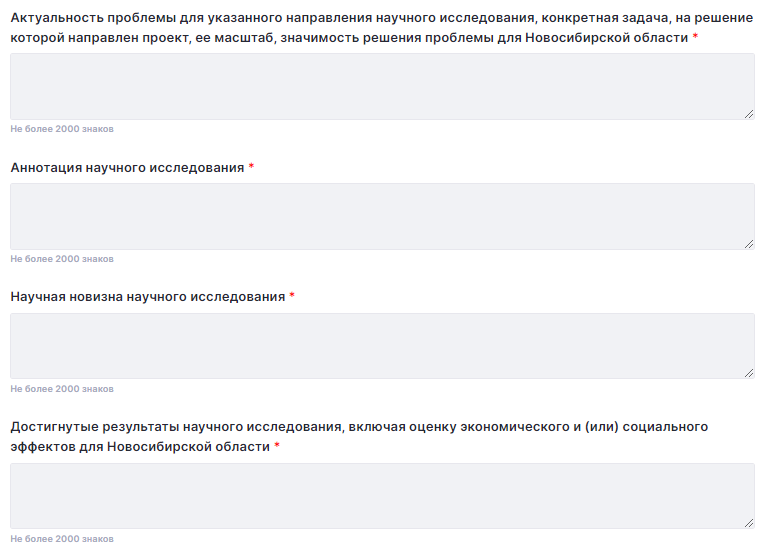 Актуальность проблемы для указанного направления научного исследования, конкретная задача, на решение
которой направлен проект, ее масштаб, значимость решения проблемы для Новосибирской области *
Не более 2000 знаков
Аннотация научного исследования *
Не более 2000 знаков
Научная новизна научного исследования *
Не более 2000 знаков
Достигнутые результаты научного исследования, включая оценку экономического и (или) социального
эффектов для Новосибирской области *
Не более 2000 знаков